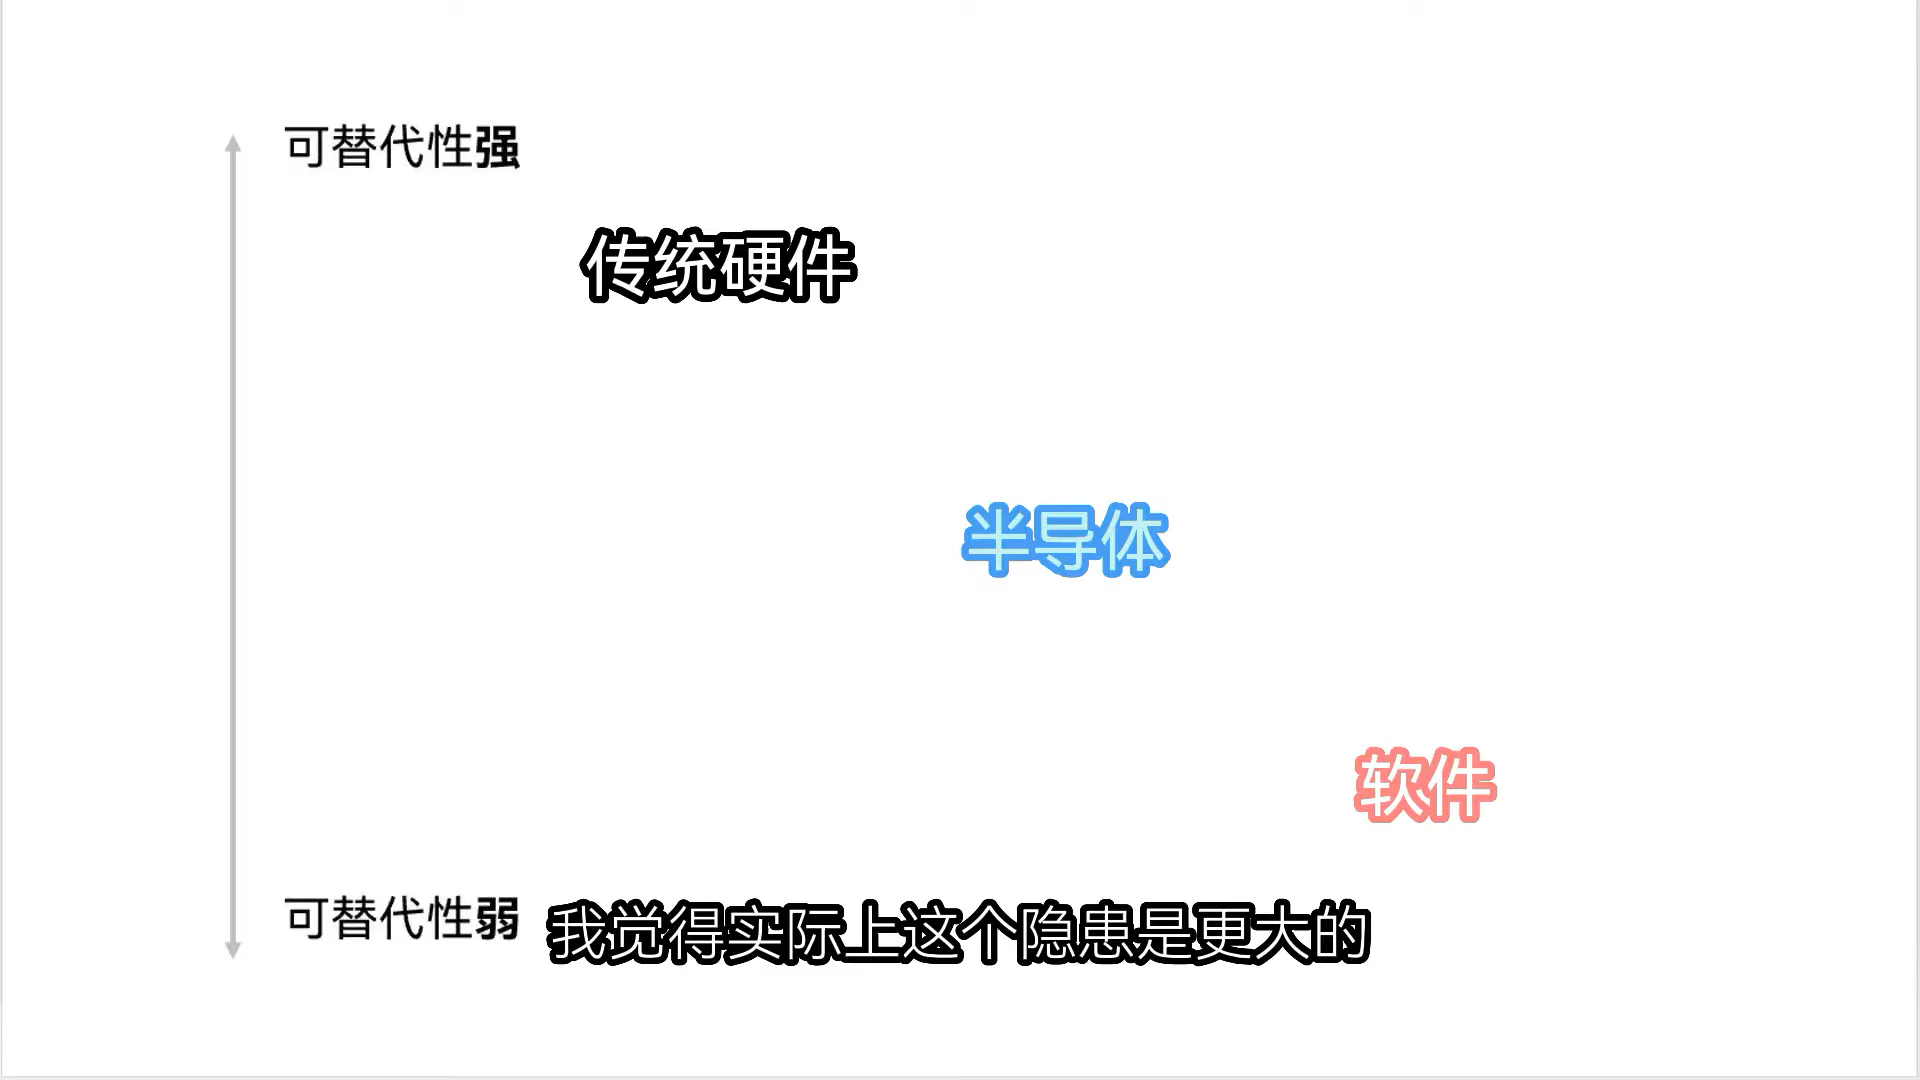 可替代性强
传统硬件
半导体
软件
可替代性弱
我觉得实际上这个隐患是更大的